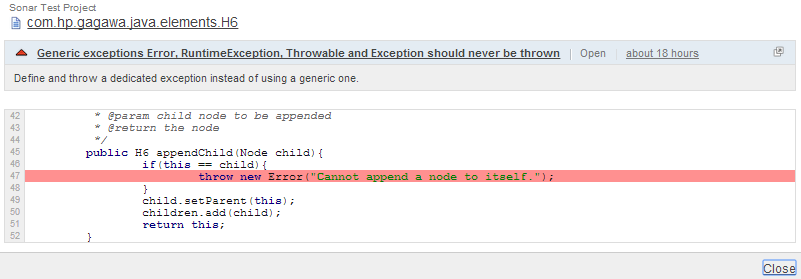 Sonar Test Project
com.hp.gagawa.java.elements.H6
Generic exceptions Error, RuntimeException, Throwable and Exception should never be thrown | Open | about 18 hours
Define and throw a dedicated exception instead of using a generic one.
42 * @param child node to be appended
43 * @return the node
44 */
45 public H6 appendChild(Node child){
46 if(this == child){
47 throw new Error("Cannot append a node to itself.");
48 }
49 child.setParent(this);
50 children.add(child);
51 return this;
52 }
Close